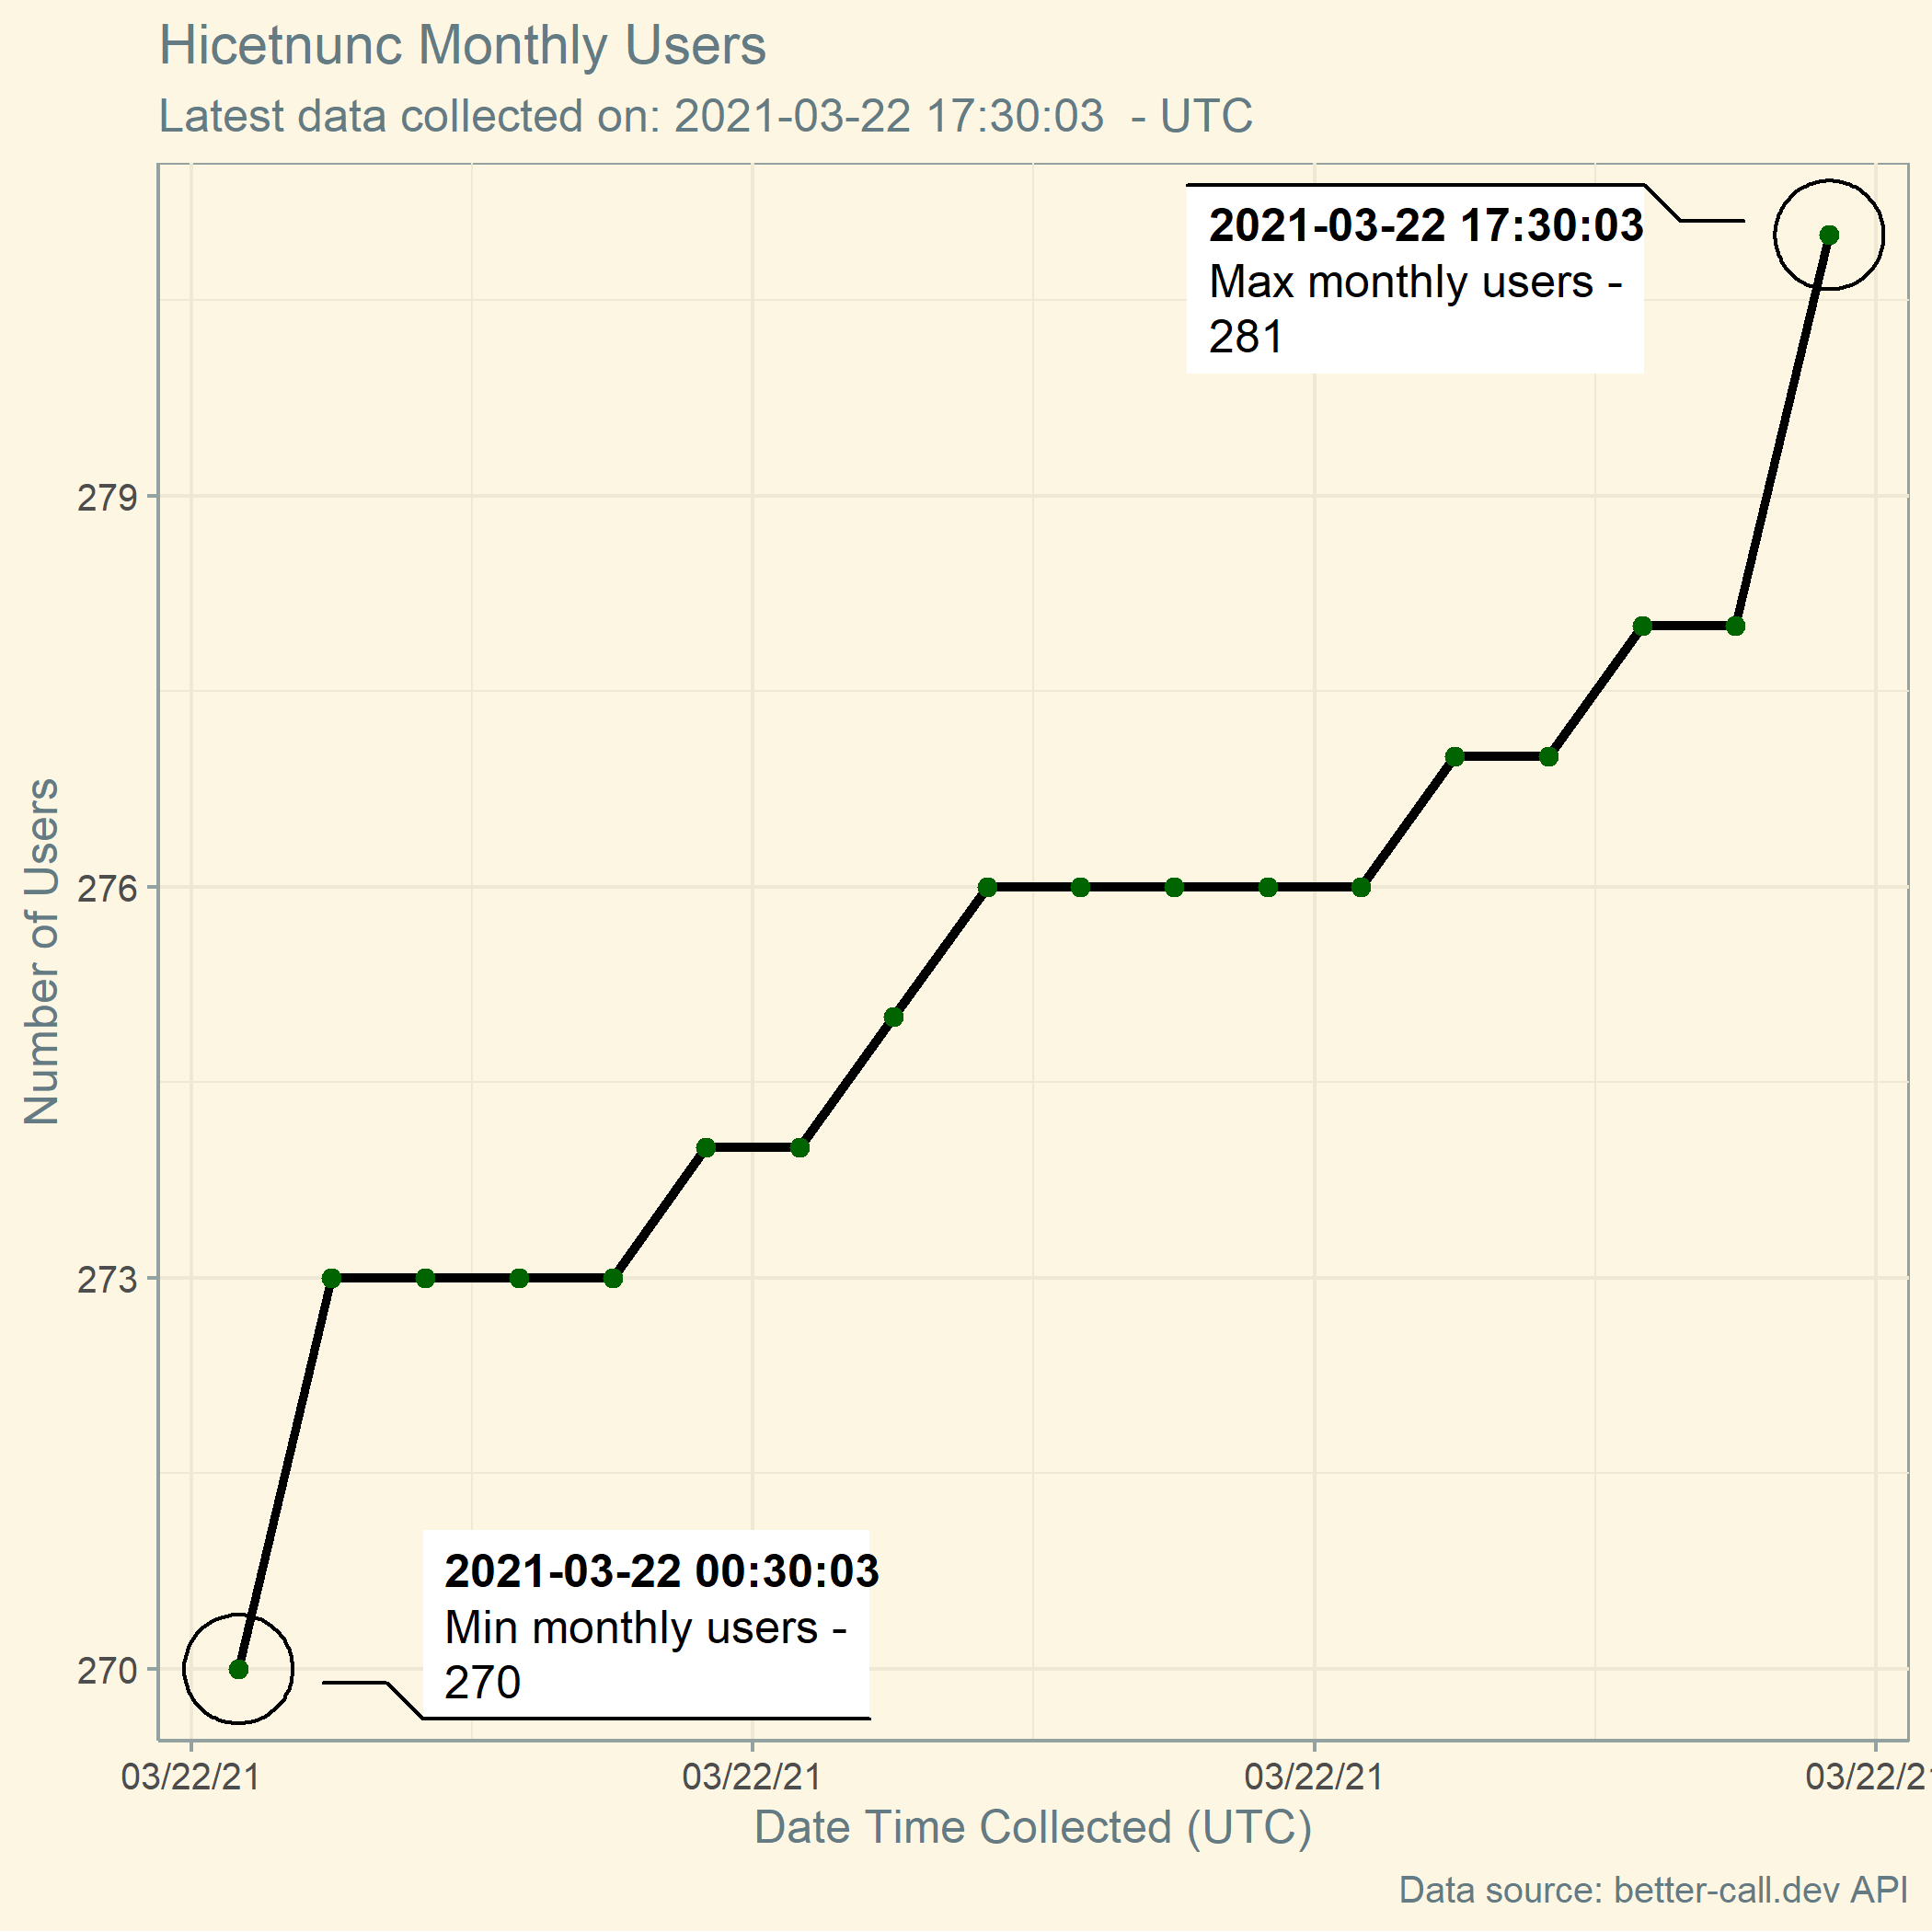 Hicetnunc Monthly Users
Latest data collected on: 2021-03-22 17:30:03  - UTC
2021-03-22 17:30:03
Max monthly users -
281
279
276
273
270
Number of Users
2021-03-22 00:30:03
Min monthly users -
270
03/22/21 03/22/21 03/22/21 03/22/21
Date Time Collected (UTC)
Data source: better-call.dev API